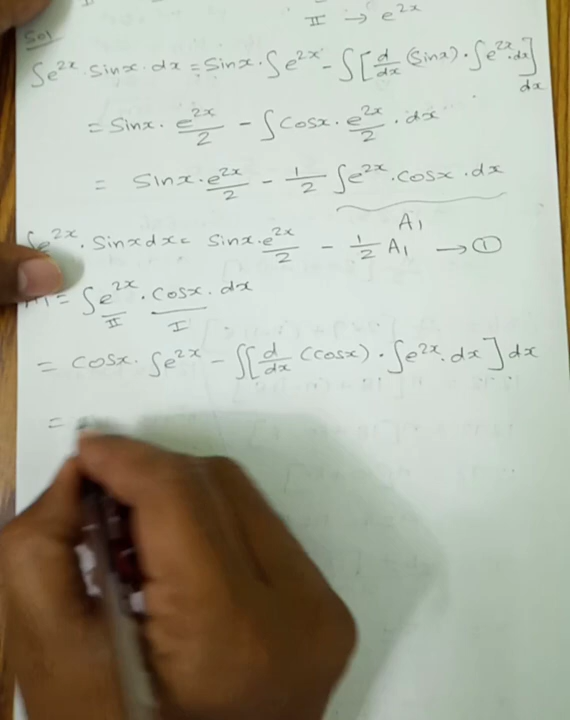 II → e^2x
Sol
∫e^2x · Sinx · dx = Sinx · ∫e^2x - ∫[d/dx (Sinx) · ∫e^2x · dx] dx
= Sinx · e^2x/2 - ∫Cosx · e^2x/2 · dx
= Sinx · e^2x/2 - 1/2 ∫e^2x · cosx · dx
A1
∫e^2x · Sinx dx = Sinx · e^2x/2 - 1/2 A1 → ①
A1 = ∫e^2x · Cosx · dx
II I
= Cosx · ∫e^2x - ∫[d/dx (cosx) · ∫e^2x · dx] dx
=